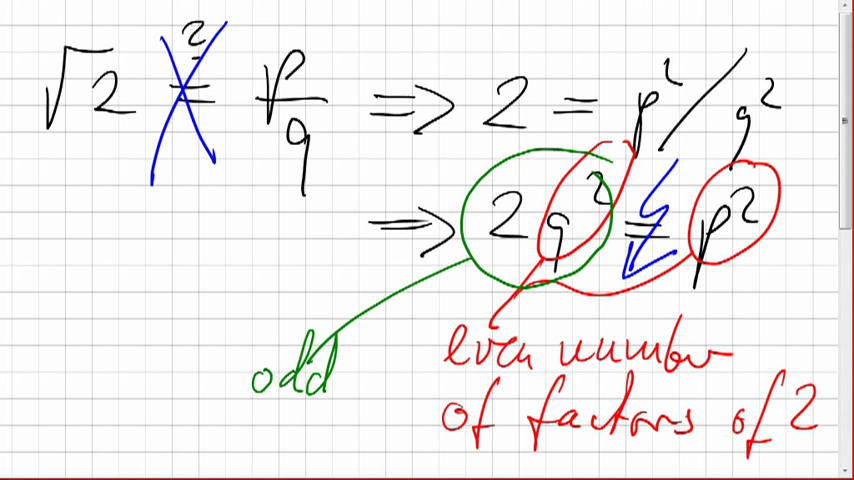 √2 ≟ p/q => 2 = p²/q²
=> 2q² = p²
odd
even number
of factors of 2